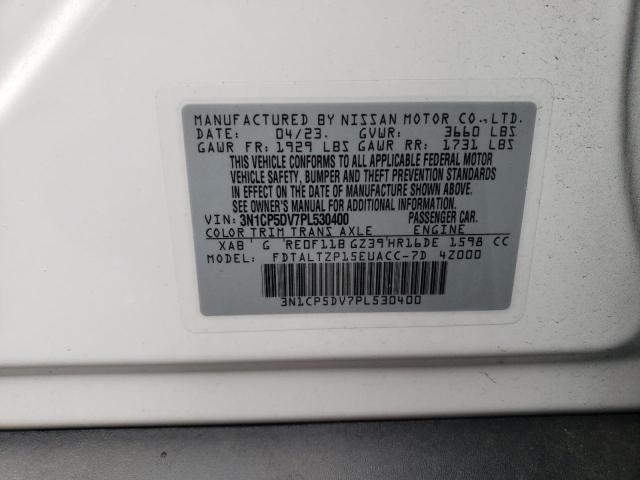 MANUFACTURED BY NISSAN MOTOR CO.,LTD.
DATE: 04/23. GVWR: 3660 LBS
GAWR FR: 1929 LBS GAWR RR: 1731 LBS
THIS VEHICLE CONFORMS TO ALL APPLICABLE FEDERAL MOTOR
VEHICLE SAFETY, BUMPER AND THEFT PREVENTION STANDARDS
IN EFFECT ON THE DATE OF MANUFACTURE SHOWN ABOVE.
SEE OWNER'S MANUAL OR ADDITIONAL INFORMATION.
VIN: 3N1CP5DV7PL530400 PASSENGER CAR.
COLOR TRIM TRANS AXLE ENGINE
XAB' G 'RE0F11B GZ39'HR16DE 1598 CC
MODEL: FDTALTZP15EUACC-7D 4Z000
3N1CP5DV7PL530400